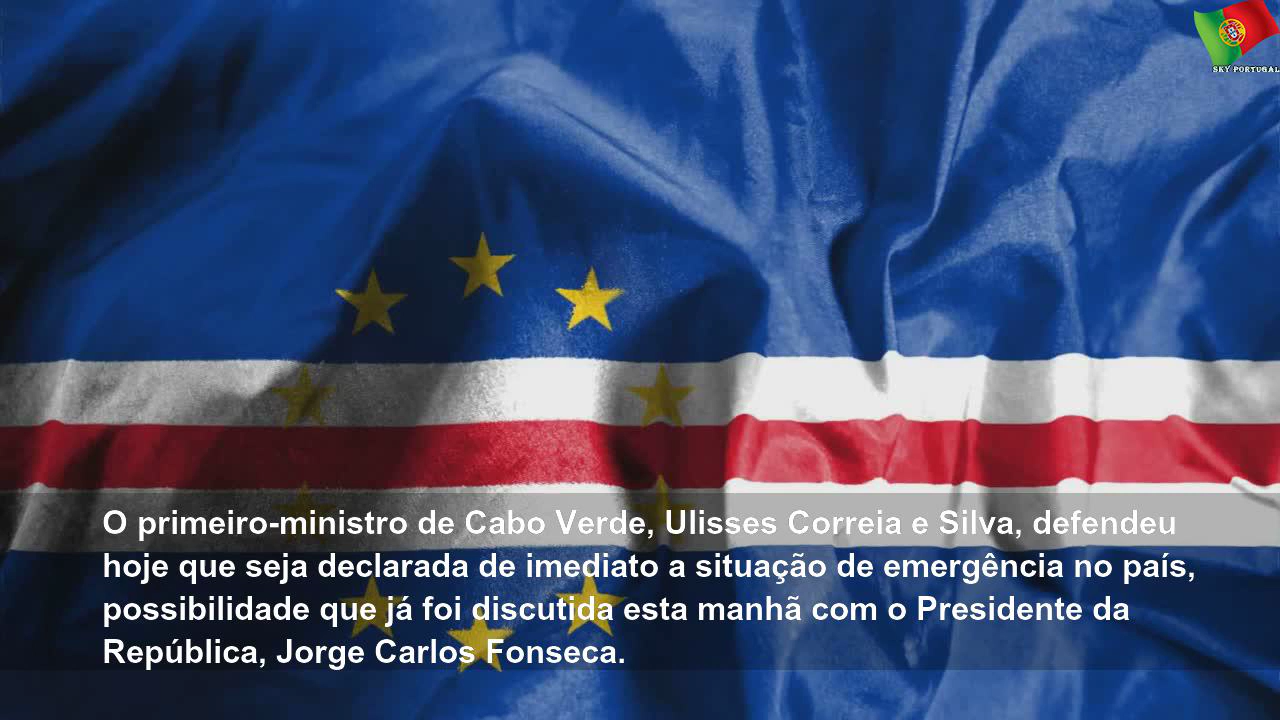 SKY PORTUGAL
O primeiro-ministro de Cabo Verde, Ulisses Correia e Silva, defendeu
hoje que seja declarada de imediato a situação de emergência no país,
possibilidade que já foi discutida esta manhã com o Presidente da
República, Jorge Carlos Fonseca.